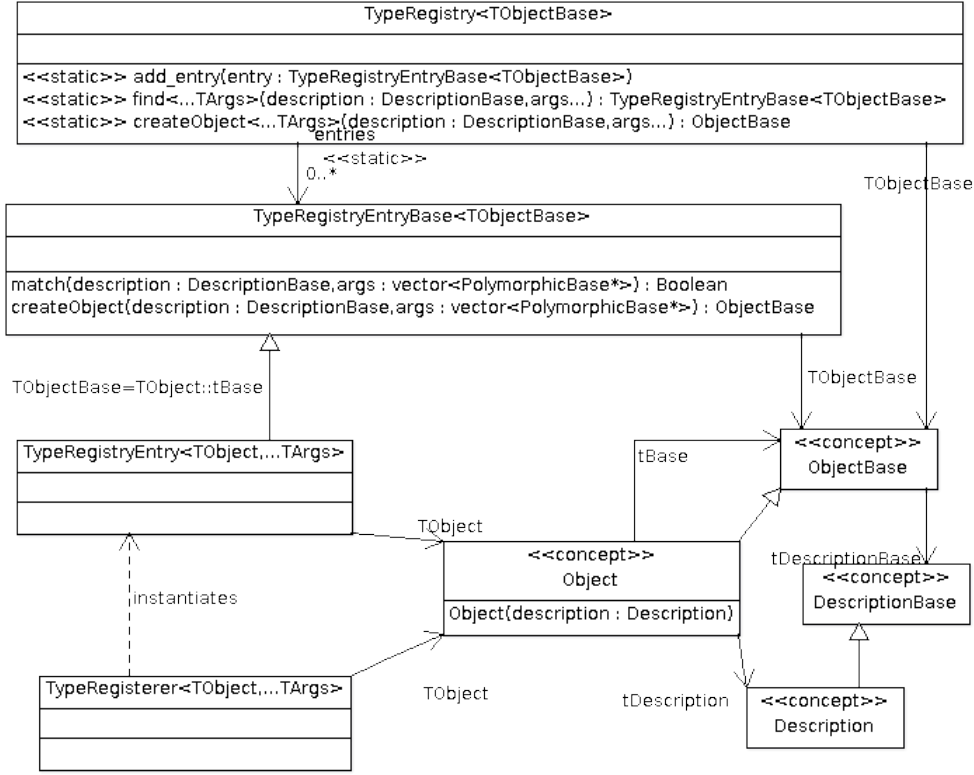 TypeRegistry<TObjectBase>
<<static>> add_entry(entry : TypeRegistryEntryBase<TObjectBase>)
<<static>> find<...TArgs>(description : DescriptionBase,args...) : TypeRegistryEntryBase<TObjectBase>
<<static>> createObject<...TArgs>(description : DescriptionBase,args...) : ObjectBase
entries
<<static>>
0..*
TObjectBase
TypeRegistryEntryBase<TObjectBase>
match(description : DescriptionBase,args : vector<PolymorphicBase*>) : Boolean
createObject(description : DescriptionBase,args : vector<PolymorphicBase*>) : ObjectBase
TObjectBase=TObject::tBase
TObjectBase
TypeRegistryEntry<TObject,...TArgs>
tBase
<<concept>>
ObjectBase
TObject
<<concept>>
Object
Object(description : Description)
tDescriptionBase
<<concept>>
DescriptionBase
instantiates
TypeRegisterer<TObject,...TArgs>
TObject
tDescription
<<concept>>
Description